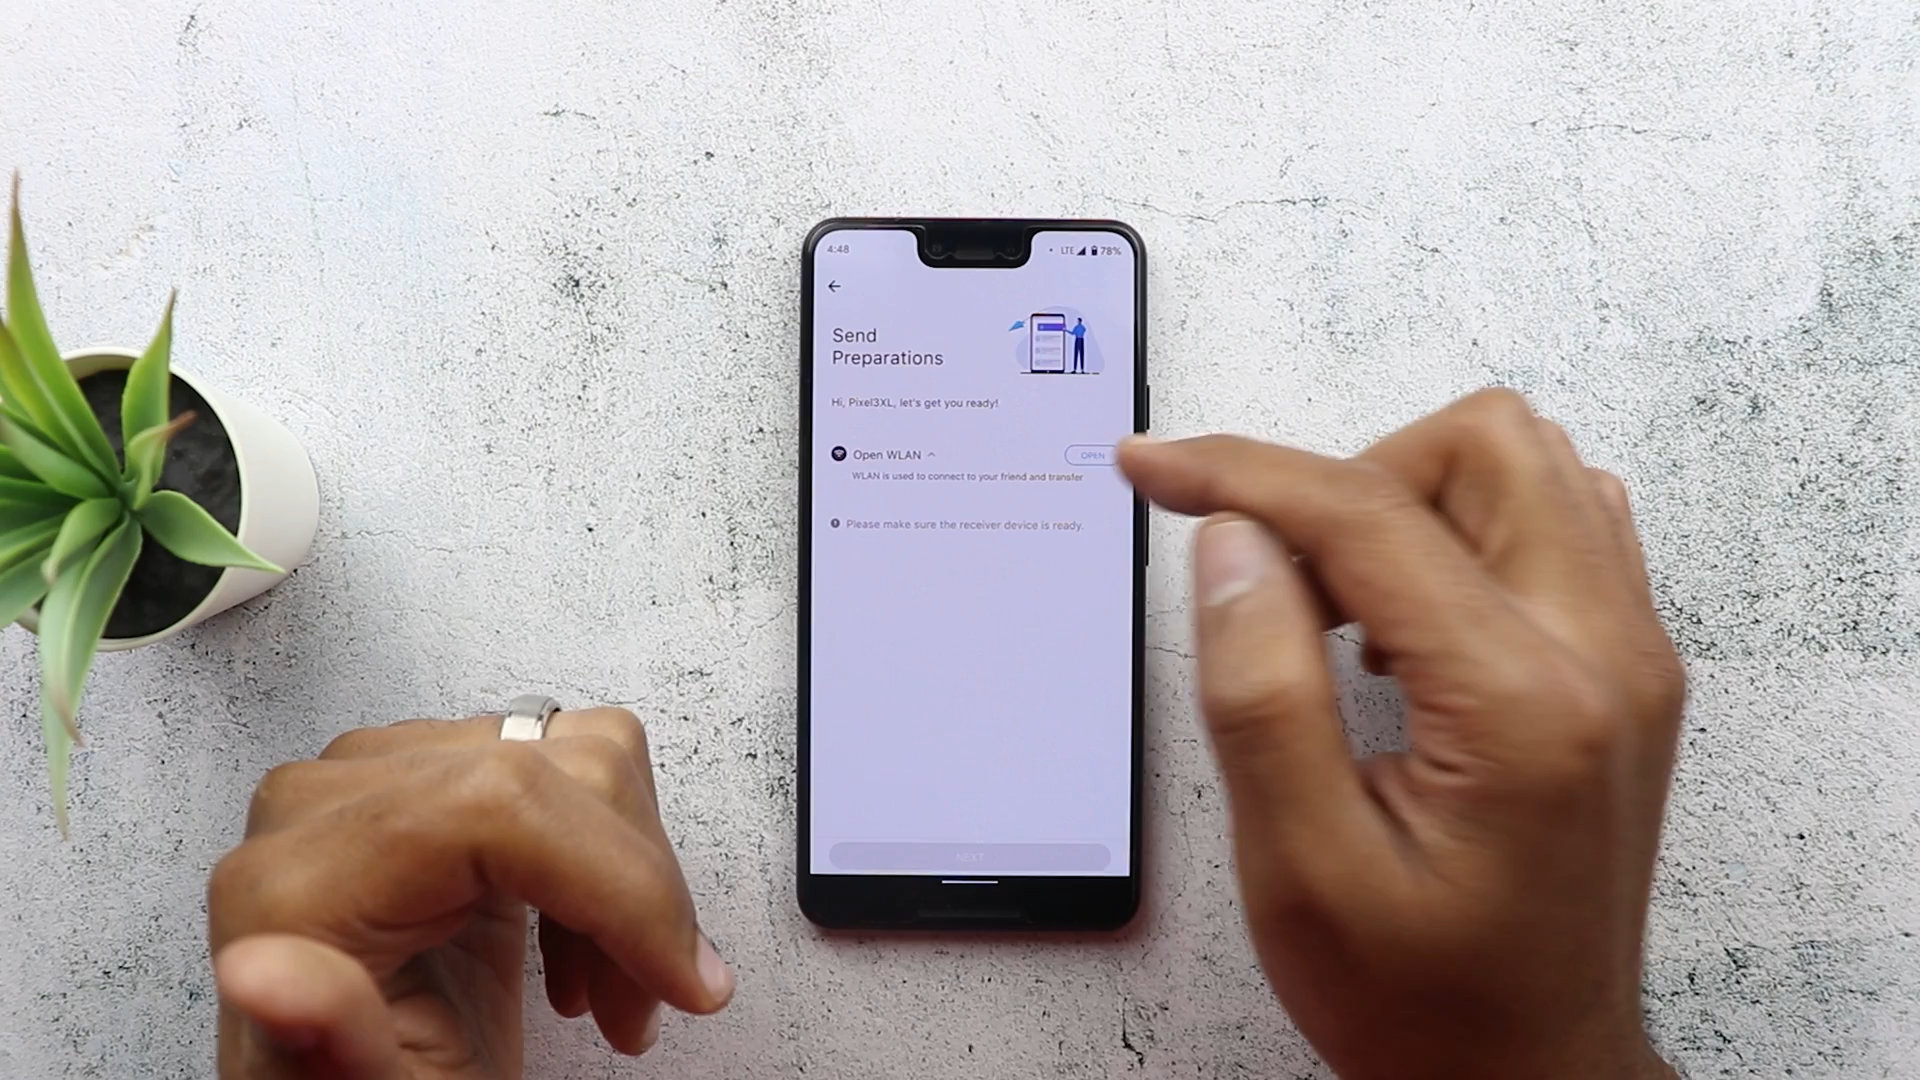 4:48
LTE 78%
Send
Preparations
Hi, Pixel3XL, let's get you ready!
Open WLAN
OPEN
WLAN is used to connect to your friend and transfer
Please make sure the receiver device is ready.
NEXT